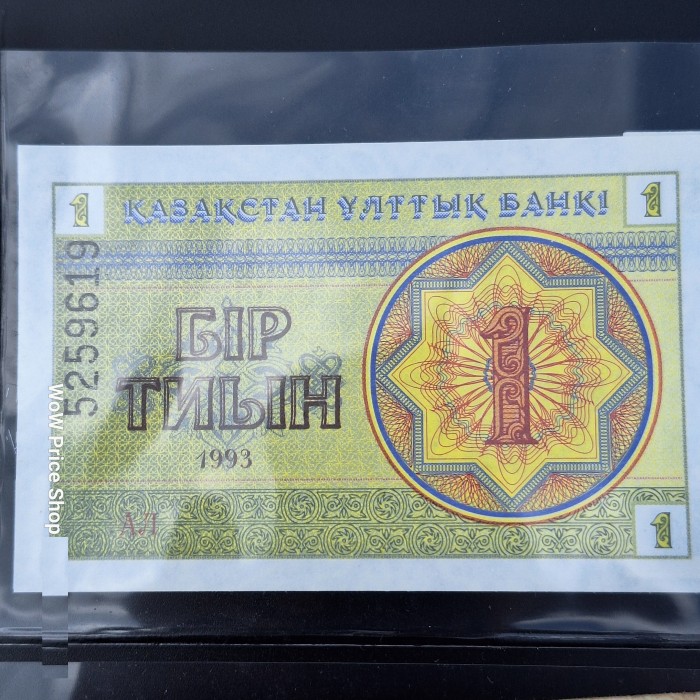 1 ҚАЗАҚСТАН ҰЛТТЫҚ БАНКІ 1
5259619
БІР
1
ТИЫН
1993
АЛ
1
WoW Price Shop